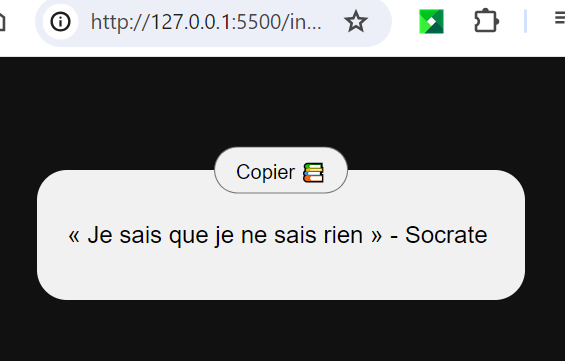 http://127.0.0.1:5500/in...
Copier 📚
« Je sais que je ne sais rien » - Socrate